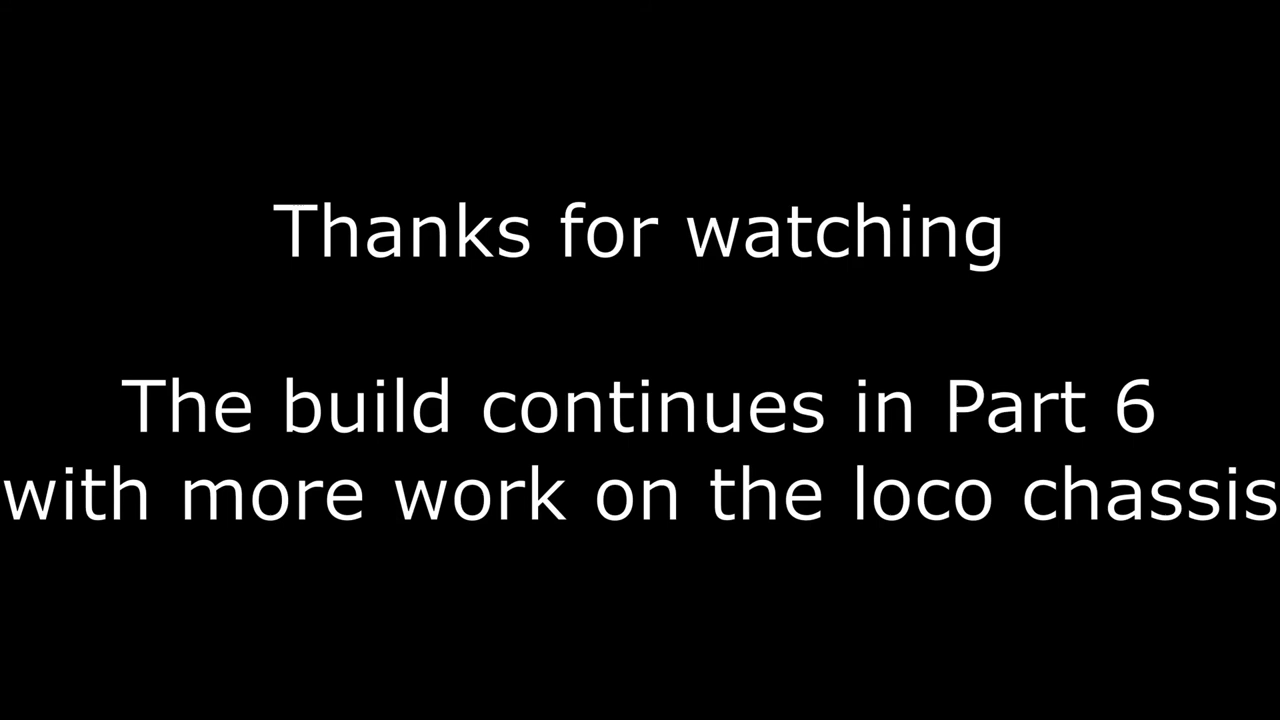 Thanks for watching
The build continues in Part 6
with more work on the loco chassis